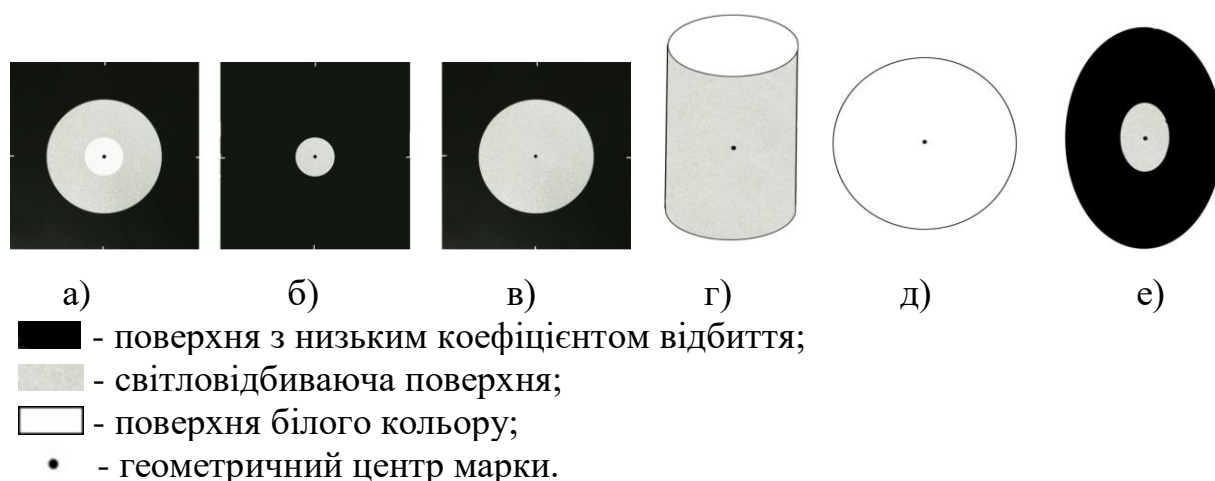 а) б) в) г) д) е)
- поверхня з низьким коефіцієнтом відбиття;
- світловідбиваюча поверхня;
- поверхня білого кольору;
- геометричний центр марки.